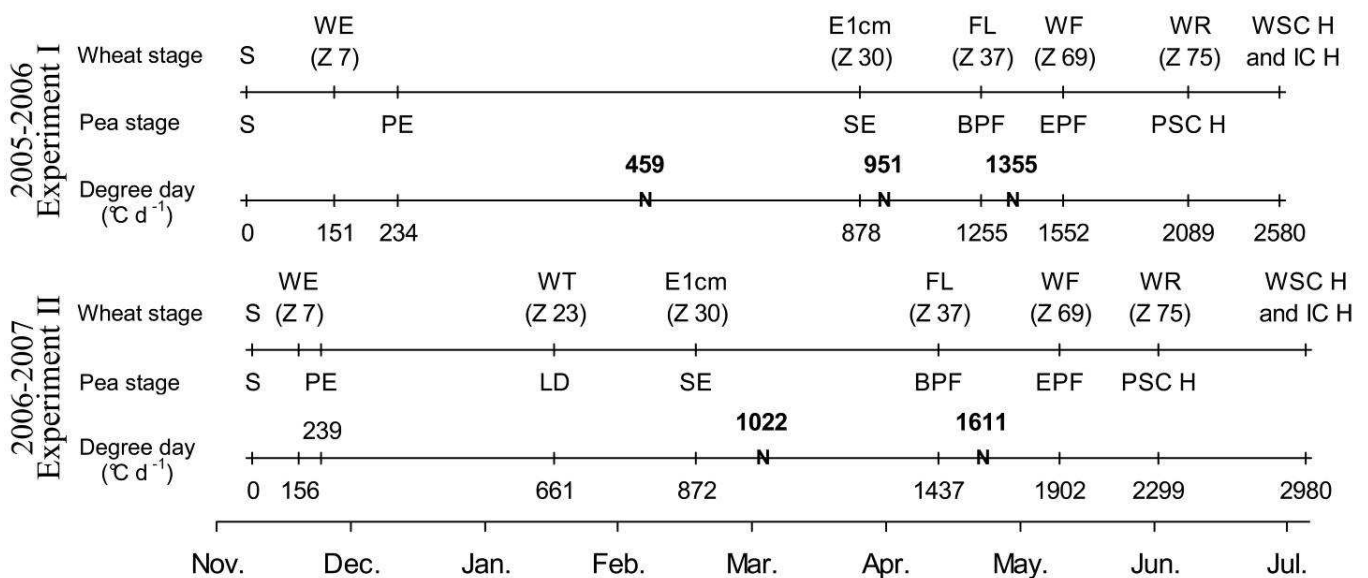 2005-2006
Experiment I
WE E1cm FL WF WR WSC H
Wheat stage S (Z 7) (Z 30) (Z 37) (Z 69) (Z 75) and IC H
Pea stage S PE SE BPF EPF PSC H
459 951 1355
Degree day N N N
(°C d⁻¹)
0 151 234 878 1255 1552 2089 2580
2006-2007
Experiment II
WE WT E1cm FL WF WR WSC H
Wheat stage S (Z 7) (Z 23) (Z 30) (Z 37) (Z 69) (Z 75) and IC H
Pea stage S PE LD SE BPF EPF PSC H
239 1022 1611
Degree day N N
(°C d⁻¹)
0 156 661 872 1437 1902 2299 2980
Nov. Dec. Jan. Feb. Mar. Apr. May. Jun. Jul.